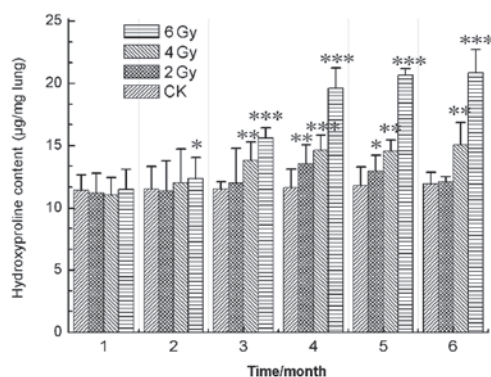 25
20
15
10
5
0
Hydroxyproline content (μg/mg lung)
6 Gy
4 Gy
2 Gy
CK
*
** ***
** *** ***
* ** ***
** ***
1 2 3 4 5 6
Time/month